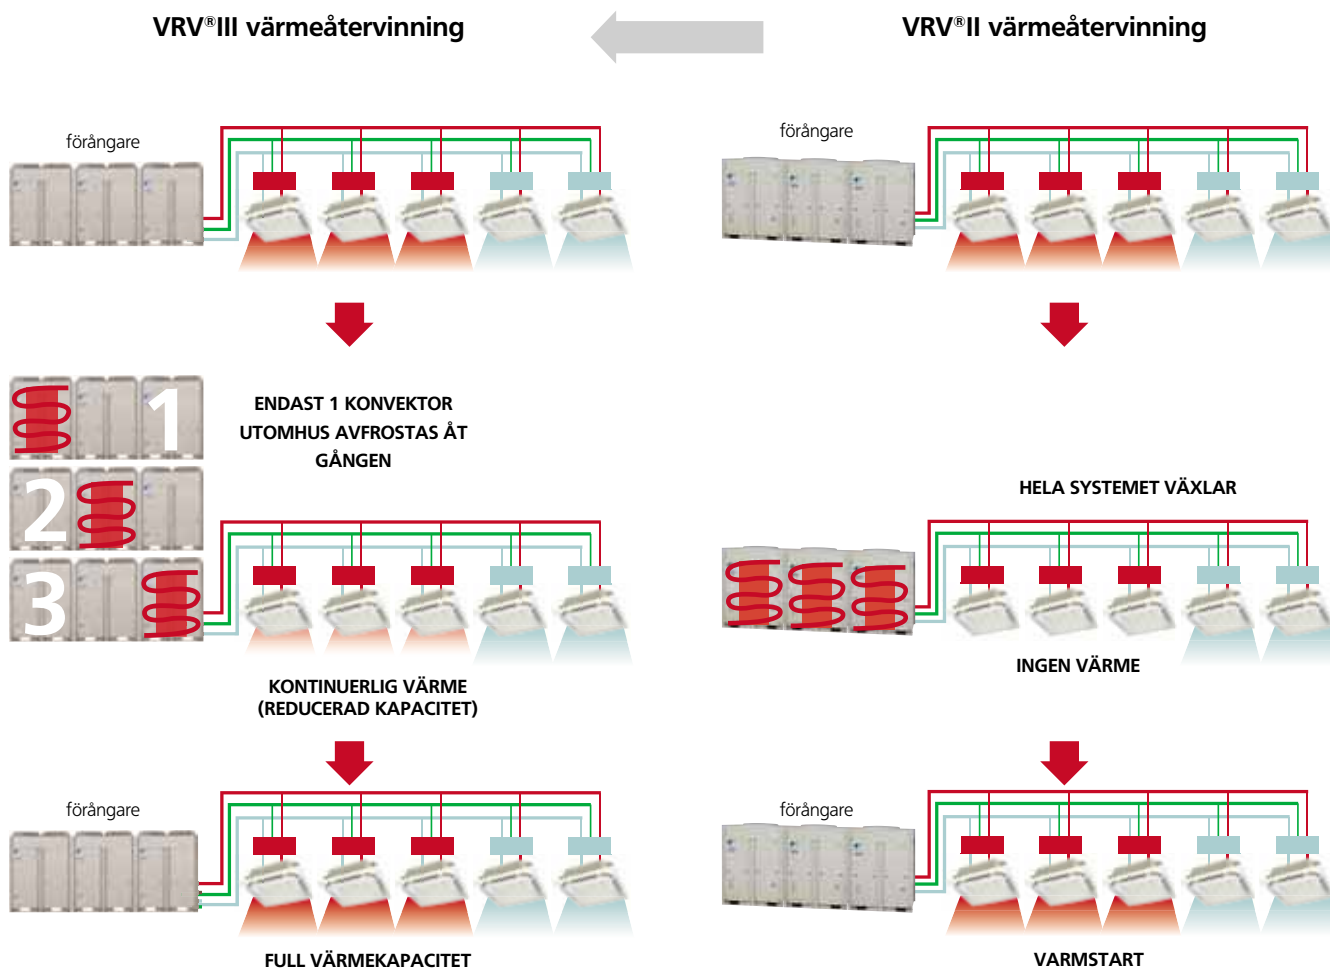 VRV®III värmeåtervinning
VRV®II värmeåtervinning
förångare
förångare
1
ENDAST 1 KONVEKTOR
UTOMHUS AVFROSTAS ÅT
GÅNGEN
2
3
KONTINUERLIG VÄRME
(REDUCERAD KAPACITET)
HELA SYSTEMET VÄXLAR
INGEN VÄRME
förångare
förångare
FULL VÄRMEKAPACITET
VARMSTART